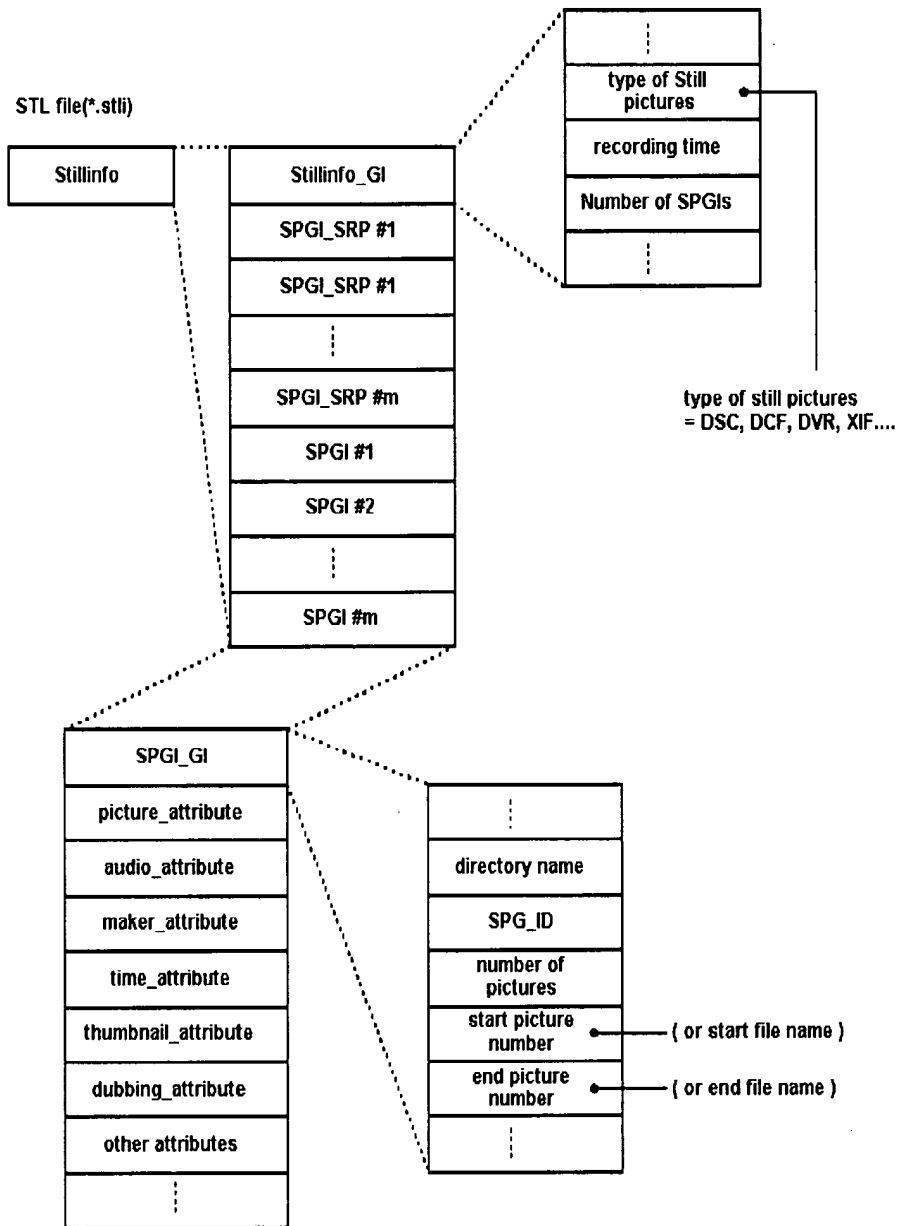 STL file(*.stli)
Stillinfo
Stillinfo_GI
SPGI_SRP #1
SPGI_SRP #1
SPGI_SRP #m
SPGI #1
SPGI #2
SPGI #m
type of Still
pictures
recording time
Number of SPGIs
type of still pictures
= DSC, DCF, DVR, XIF....
SPGI_GI
picture_attribute
audio_attribute
maker_attribute
time_attribute
thumbnail_attribute
dubbing_attribute
other attributes
directory name
SPG_ID
number of
pictures
start picture
number
( or start file name )
end picture
number
( or end file name )